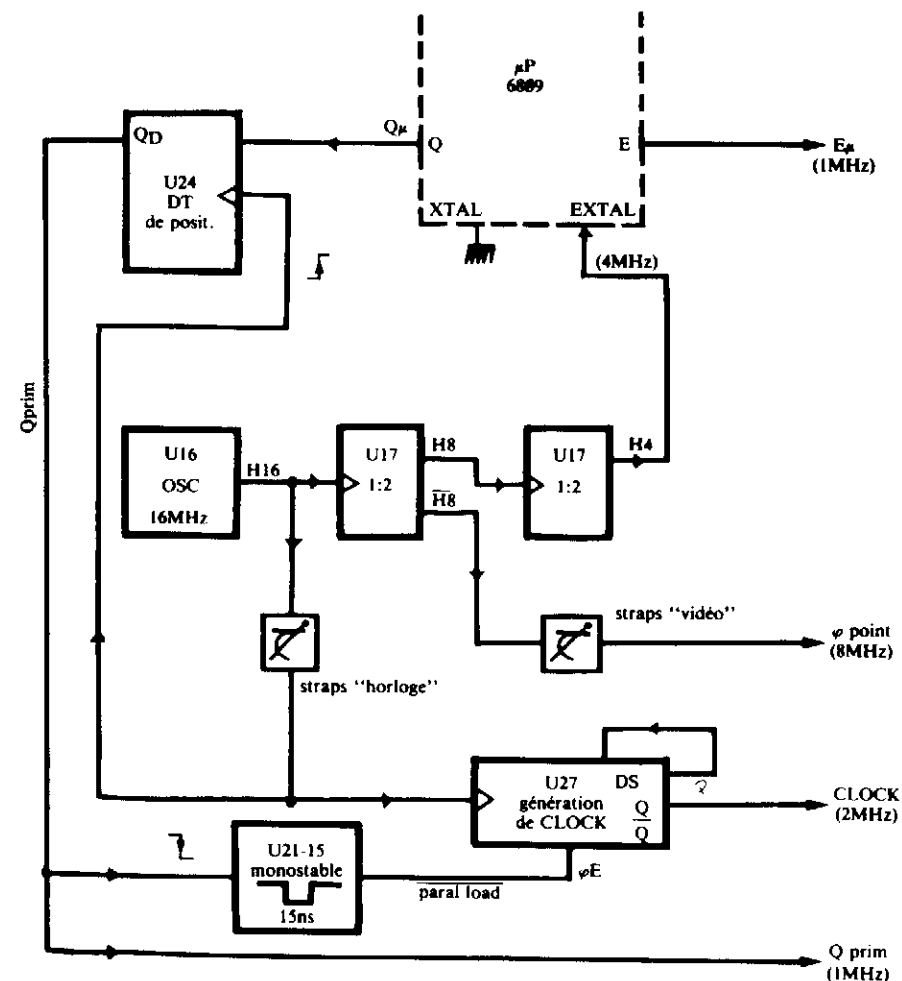 μP
6809
QD
Qμ
Q
E
Eμ
(1MHz)
U24
DT
de posit.
XTAL
EXTAL
(4MHz)
Qprim
U16
OSC
16MHz
H16
U17
1:2
H8
H8
U17
1:2
H4
straps "vidéo"
φ point
(8MHz)
straps "horloge"
U27
DS
génération
de CLOCK
Q
Q
CLOCK
(2MHz)
U21-15
monostable
15ns
paral load
φE
Q prim
(1MHz)